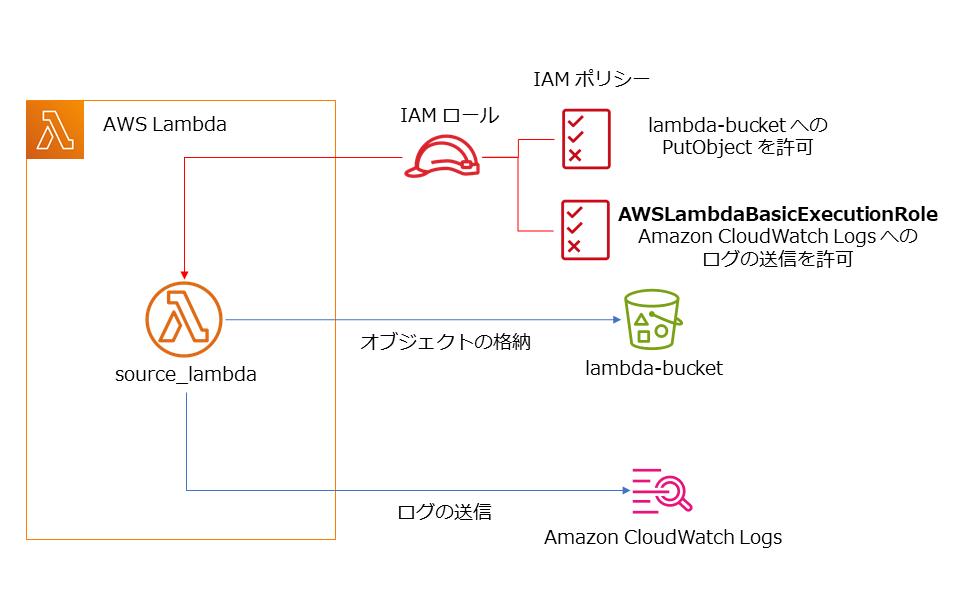 IAM ポリシー
IAM ロール
AWS Lambda
lambda-bucket への
PutObject を許可
AWSLambdaBasicExecutionRole
Amazon CloudWatch Logs への
ログの送信を許可
オブジェクトの格納
source_lambda
lambda-bucket
ログの送信
Amazon CloudWatch Logs